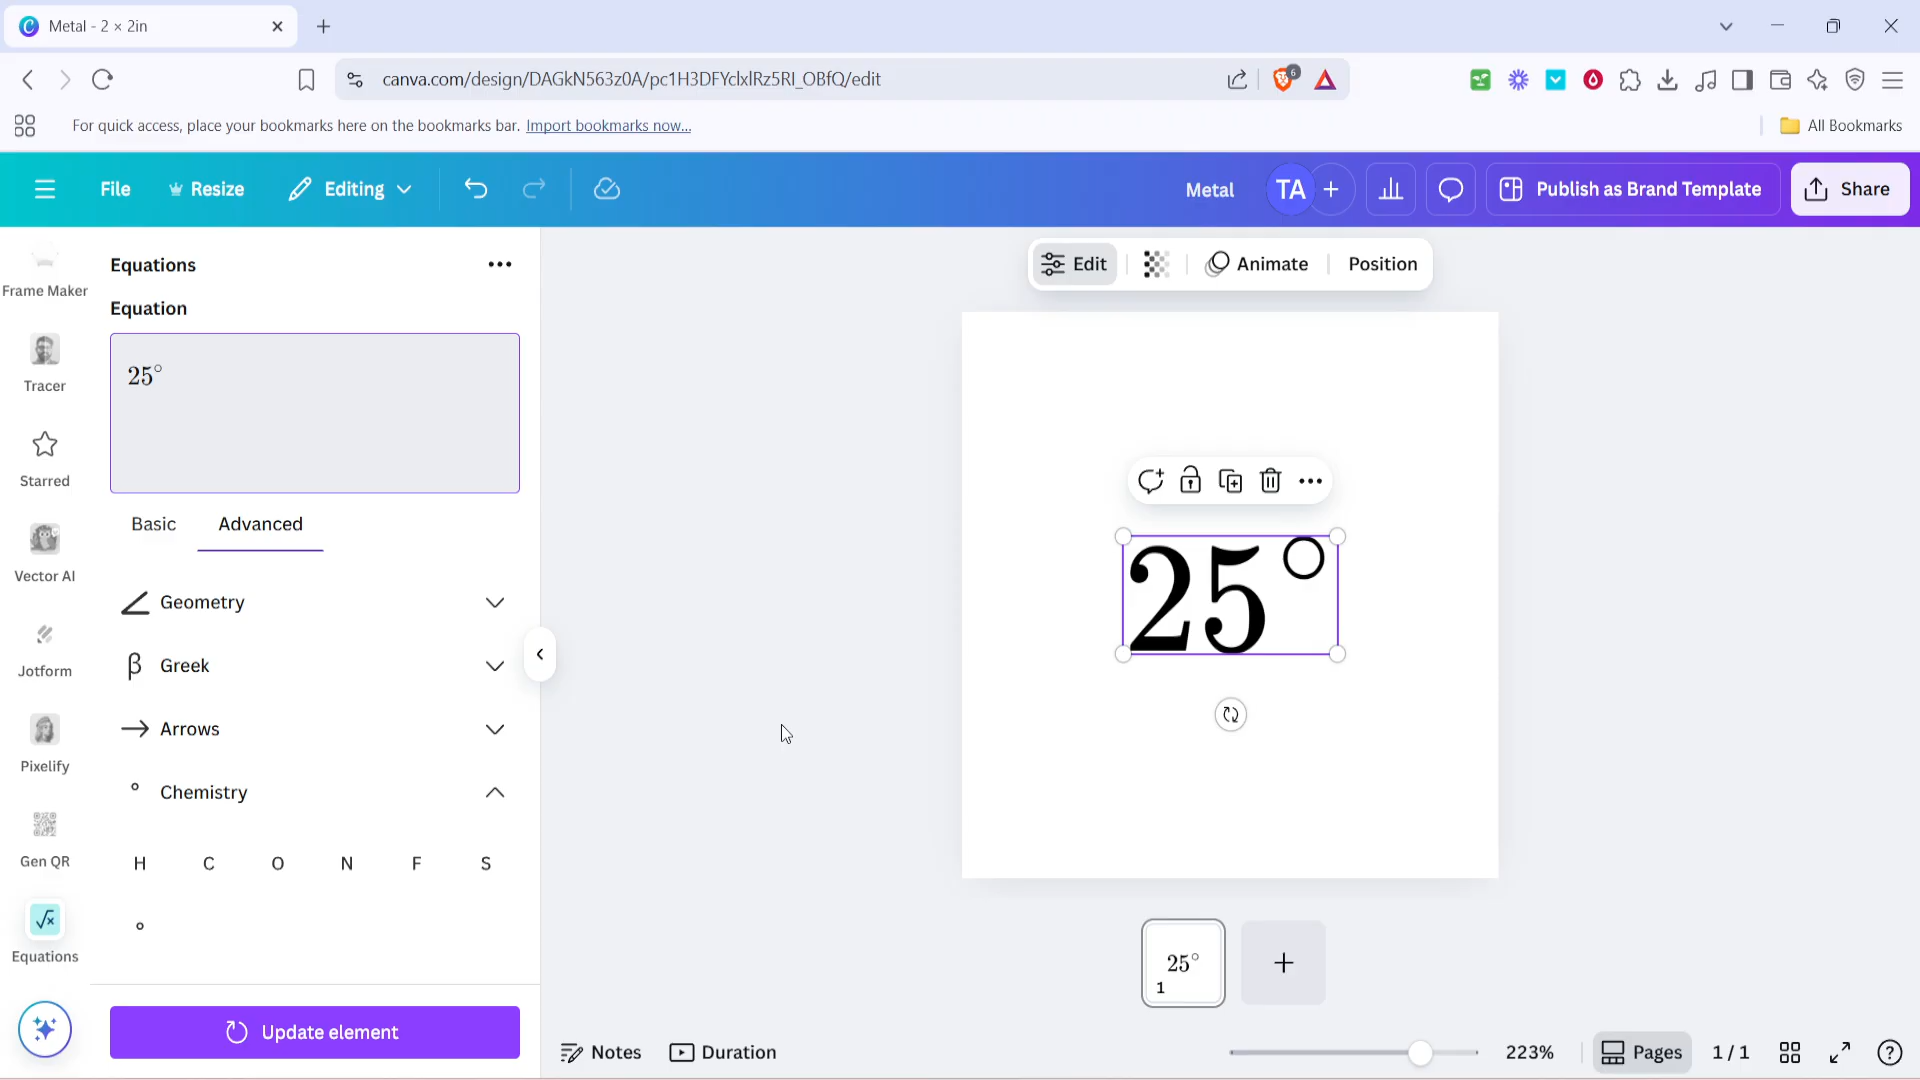 Metal - 2 × 2in
canva.com/design/DAGkN563z0A/pc1H3DFYclxlRz5RI_OBfQ/edit
6
For quick access, place your bookmarks here on the bookmarks bar. Import bookmarks now...
All Bookmarks
File
Resize
Editing
Metal
TA
Publish as Brand Template
Share
Frame Maker
Tracer
Starred
Vector AI
Jotform
Pixelify
Gen QR
Equations
Equations
Equation
25°
Basic
Advanced
Geometry
β Greek
Arrows
° Chemistry
H C O N F S
°
Update element
Edit
Animate
Position
25°
25°
1
Notes
Duration
223%
Pages
1 / 1